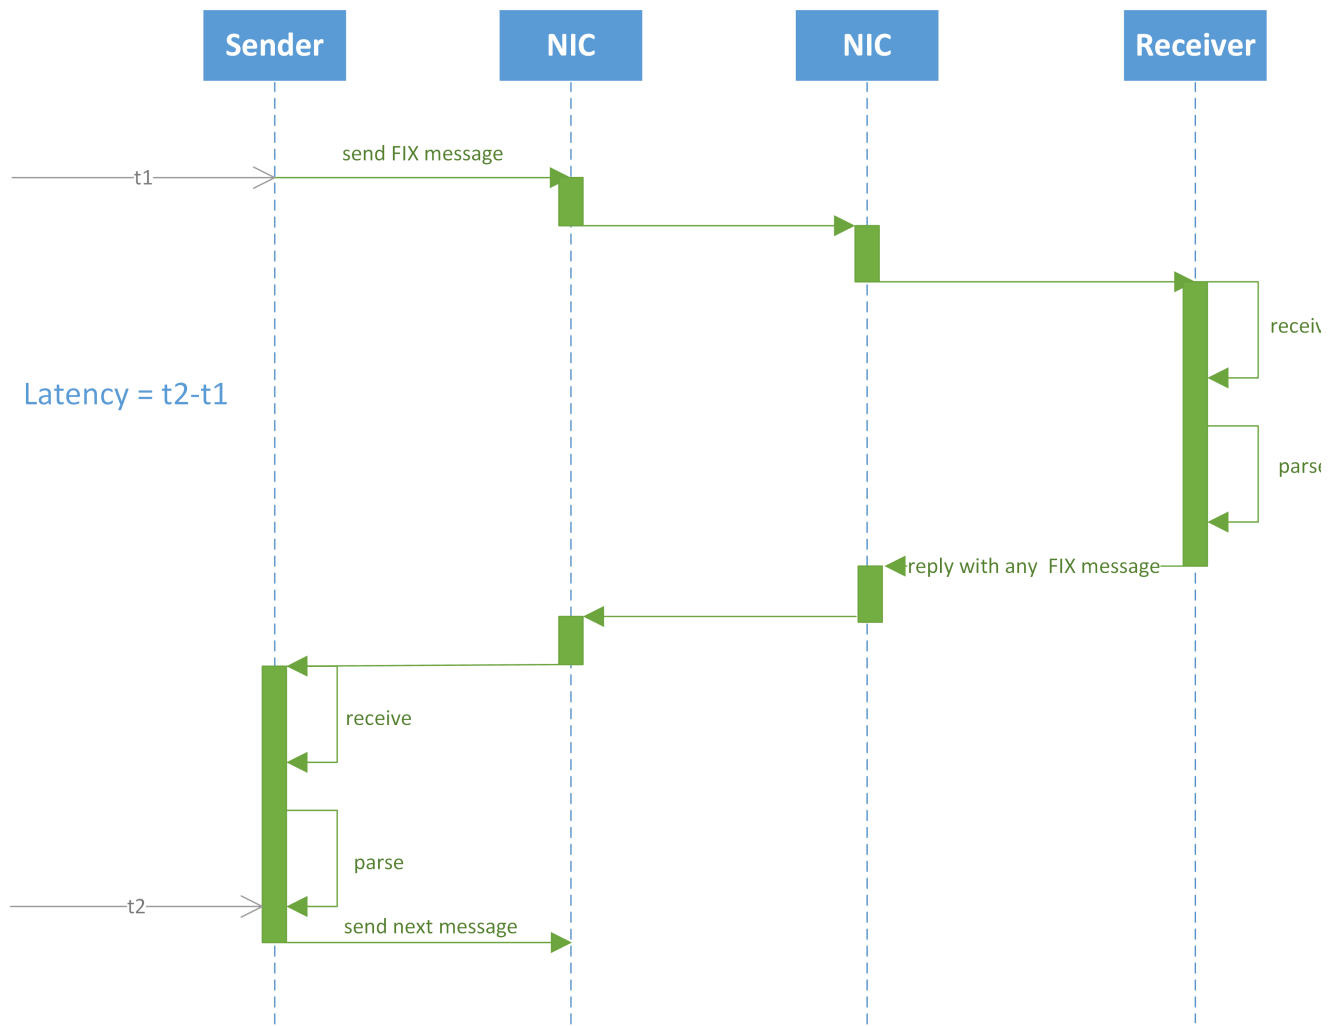 Sender
NIC
NIC
Receiver
send FIX message
t1
Latency = t2-t1
reply with any FIX message
receive
parse
t2
send next message